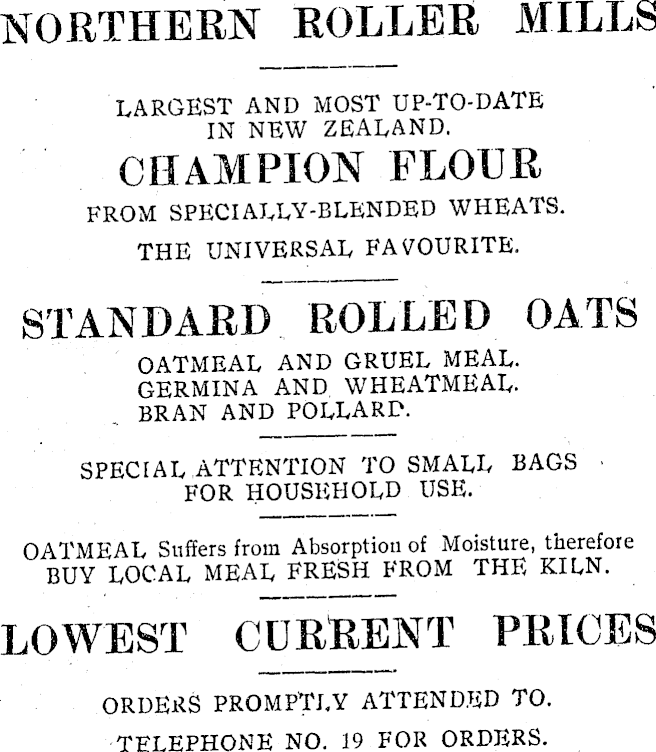 NORTHERN ROLLER MILLS
LARGEST AND MOST UP-TO-DATE
IN NEW ZEALAND.
CHAMPION FLOUR
FROM SPECIALLY-BLENDED WHEATS.
THE UNIVERSAL FAVOURITE.
STANDARD ROLLED OATS
OATMEAL AND GRUEL MEAL.
GERMINA AND WHEATMEAL.
BRAN AND POLLARD.
SPECIAL ATTENTION TO SMALL BAGS
FOR HOUSEHOLD USE.
OATMEAL Suffers from Absorption of Moisture, therefore
BUY LOCAL MEAL FRESH FROM THE KILN.
LOWEST CURRENT PRICES
ORDERS PROMPTLY ATTENDED TO.
TELEPHONE NO. 19 FOR ORDERS.